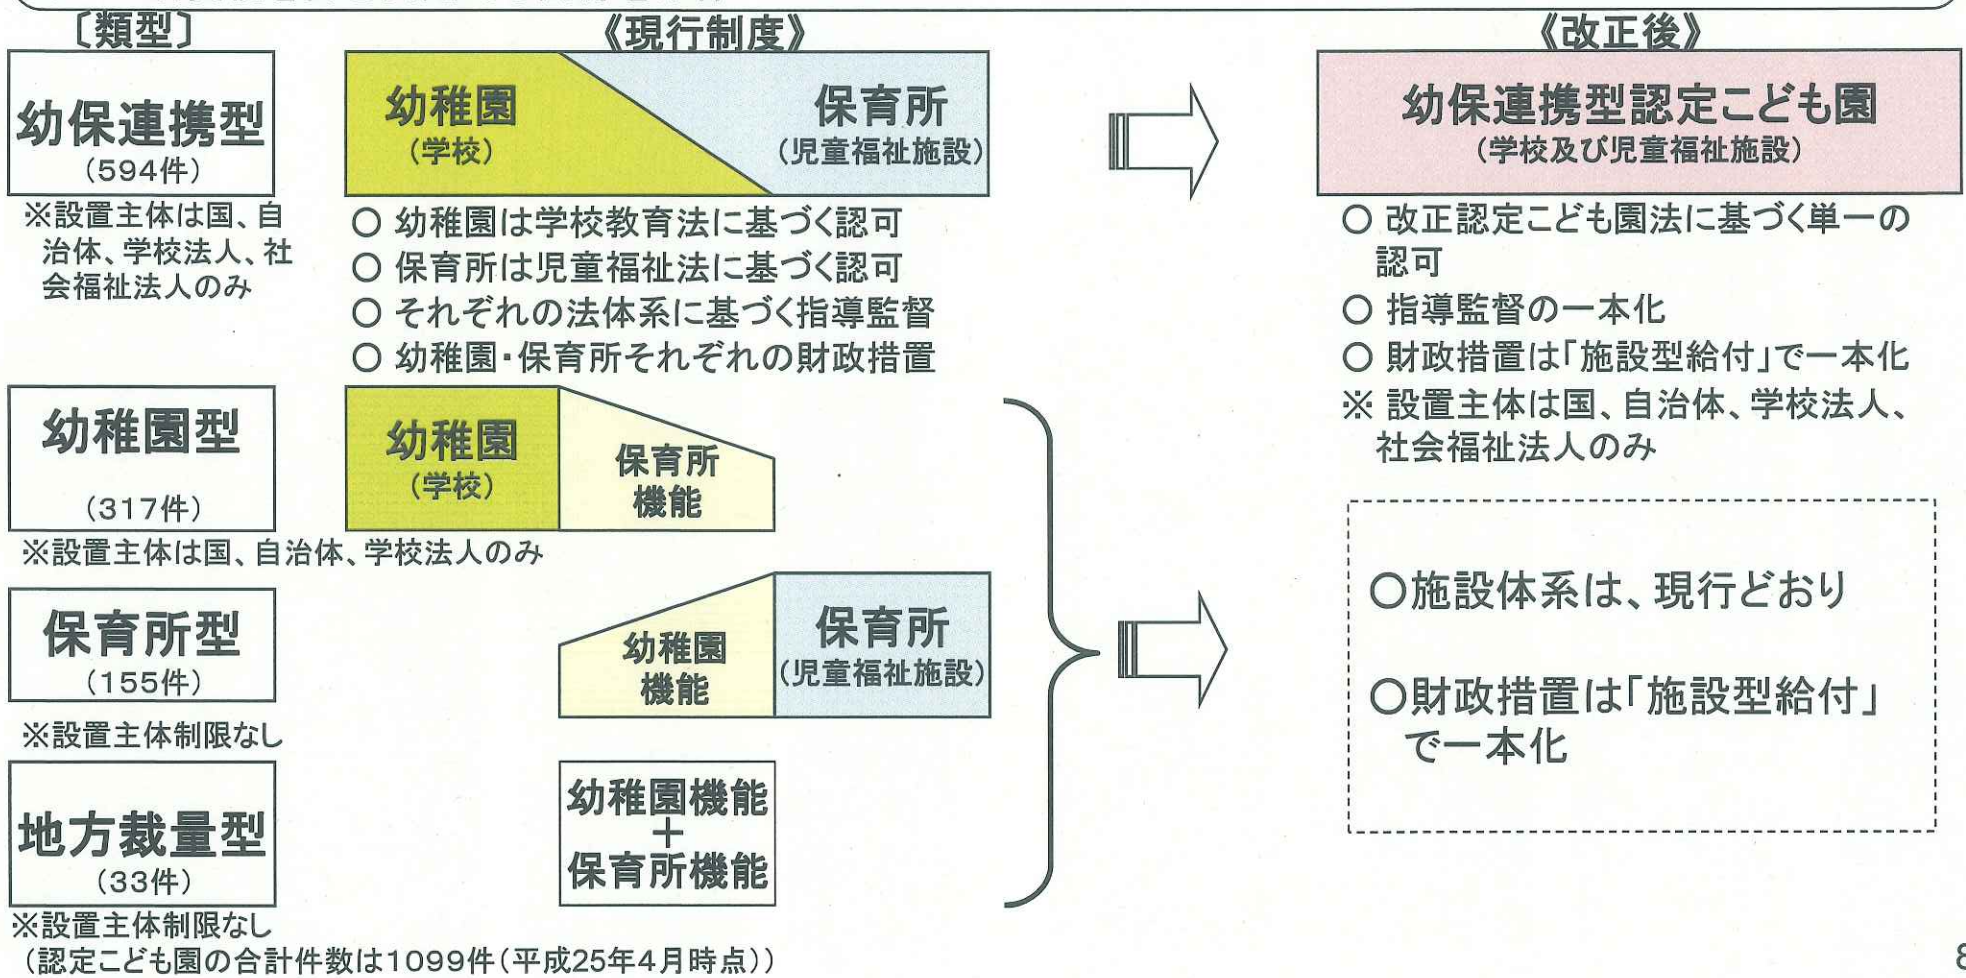 〔類型〕
《現行制度》
《改正後》
幼保連携型
(594件)
※設置主体は国、自
治体、学校法人、社
会福祉法人のみ
幼稚園
(学校)
保育所
(児童福祉施設)
○ 幼稚園は学校教育法に基づく認可
○ 保育所は児童福祉法に基づく認可
○ それぞれの法体系に基づく指導監督
○ 幼稚園・保育所それぞれの財政措置
幼保連携型認定こども園
(学校及び児童福祉施設)
○ 改正認定こども園法に基づく単一の
認可
○ 指導監督の一本化
○ 財政措置は「施設型給付」で一本化
※ 設置主体は国、自治体、学校法人、
社会福祉法人のみ
幼稚園型
(317件)
※設置主体は国、自治体、学校法人のみ
幼稚園
(学校)
保育所
機能
保育所型
(155件)
※設置主体制限なし
幼稚園
機能
保育所
(児童福祉施設)
地方裁量型
(33件)
※設置主体制限なし
幼稚園機能
+
保育所機能
○施設体系は、現行どおり
○財政措置は「施設型給付」
で一本化
(認定こども園の合計件数は1099件(平成25年4月時点))